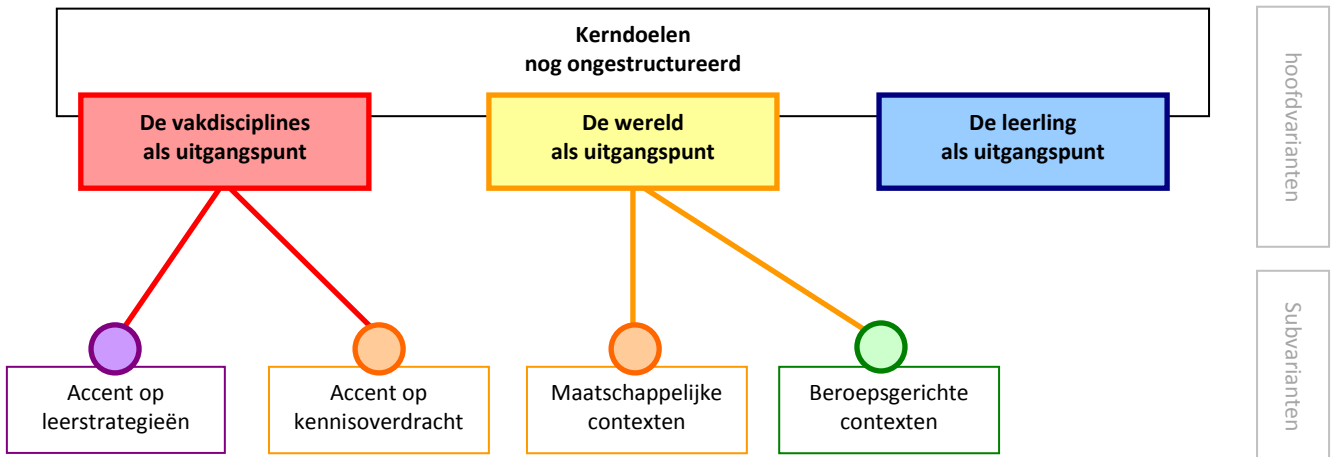 Kerndoelen
nog ongestructureerd
De vakdisciplines
als uitgangspunt
De wereld
als uitgangspunt
De leerling
als uitgangspunt
hoofdvarianten
Accent op
leerstrategieën
Accent op
kennisoverdracht
Maatschappelijke
contexten
Beroepsgerichte
contexten
Subvarianten